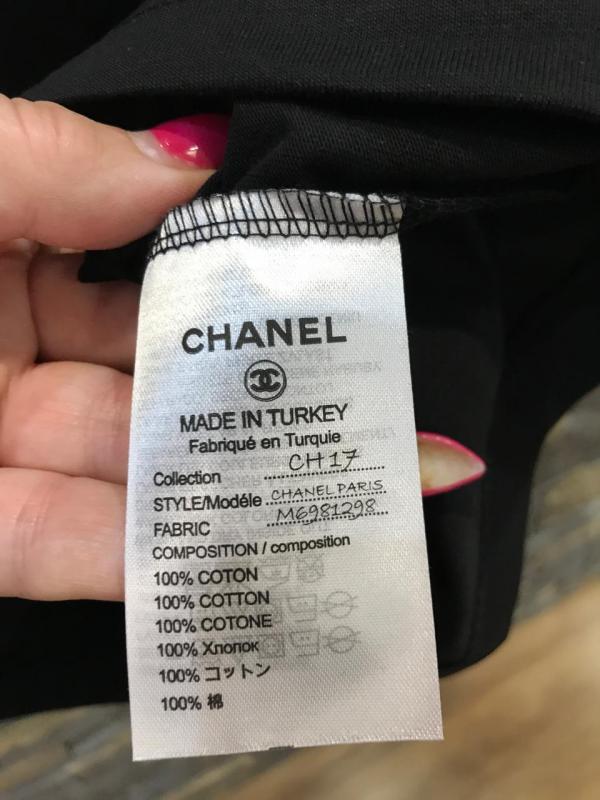 CHANEL
MADE IN TURKEY
Fabriqué en Turquie
Collection CH17
STYLE/Modéle CHANEL PARIS
FABRIC M6981298
COMPOSITION / composition
100% COTON
100% COTTON
100% COTONE
100% Хлопок
100% コットン
100% 棉